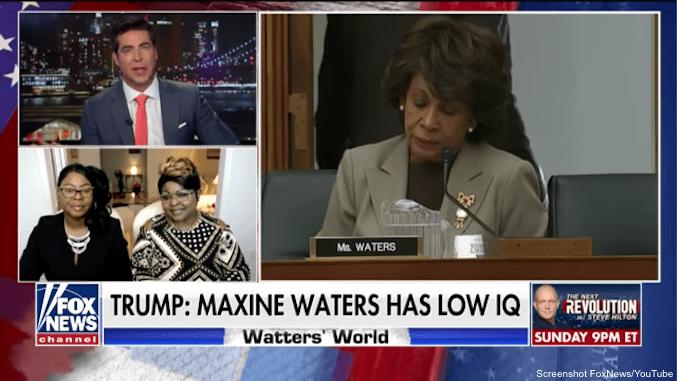 Ms. WATERS
FOX
NEWS
channel
TRUMP: MAXINE WATERS HAS LOW IQ
Watters' World
THE NEXT
REVOLUTION
w/ STEVE HILTON
SUNDAY 9PM ET
Screenshot FoxNews/YouTube